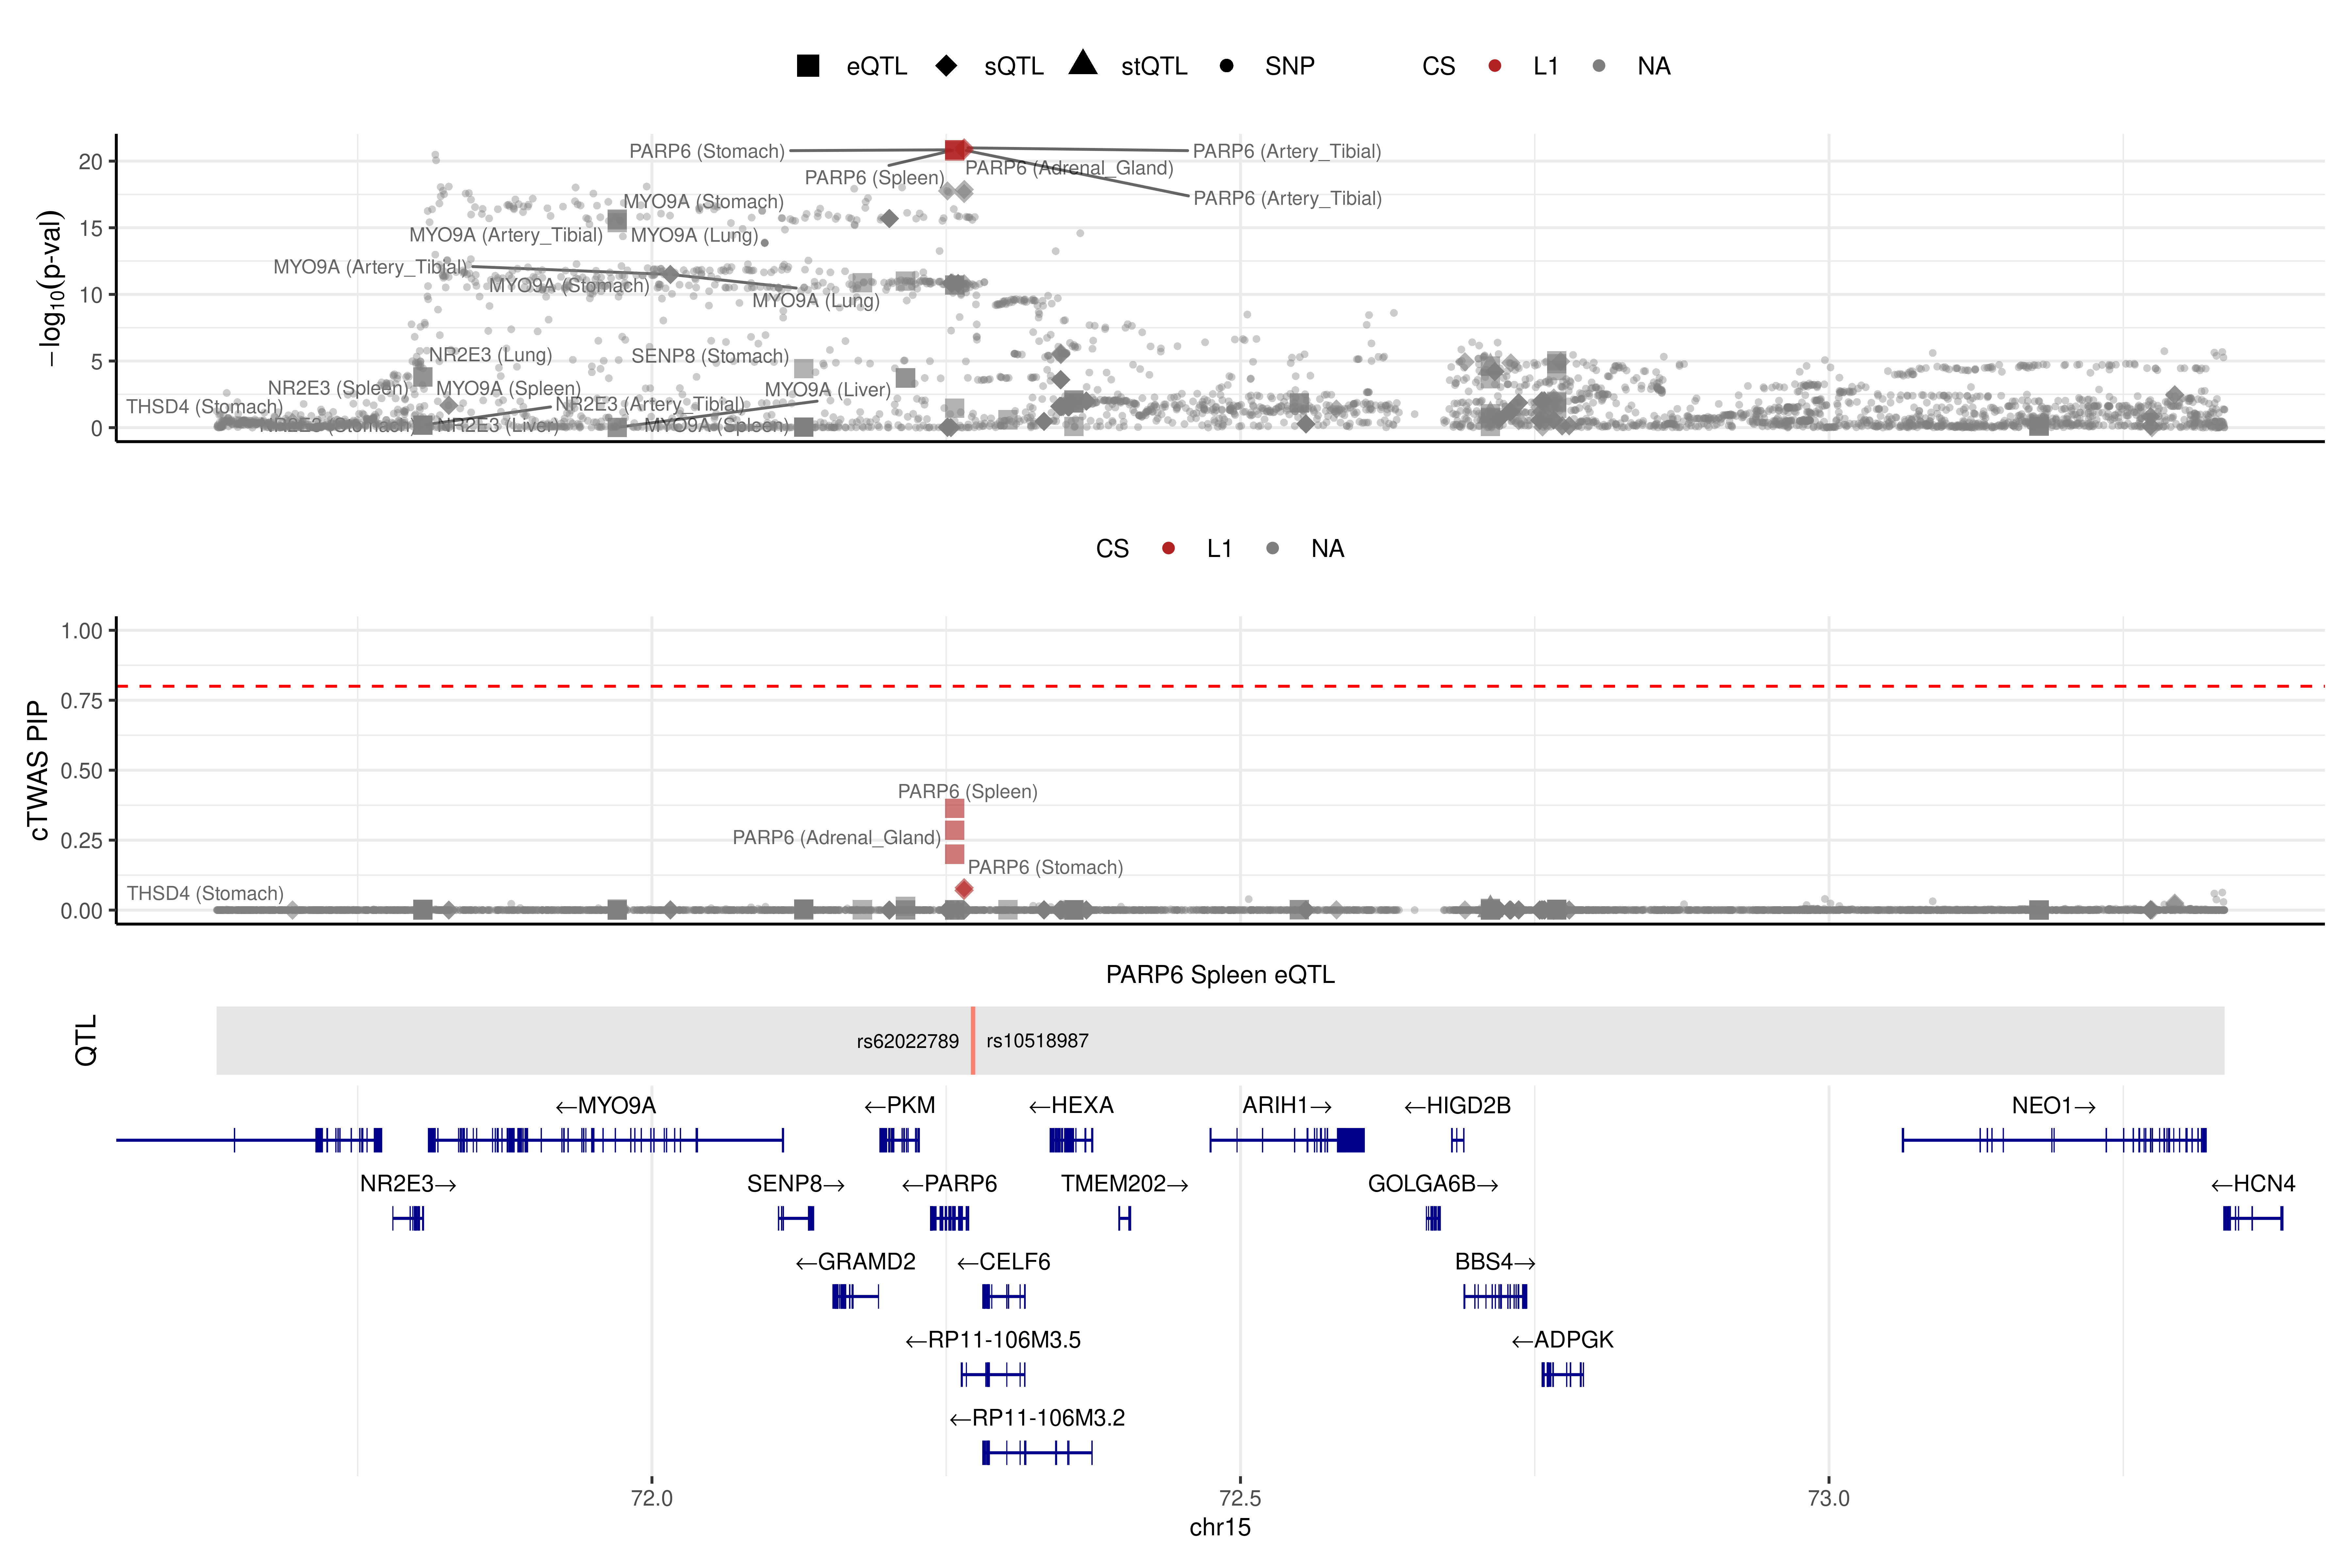 eQTL sQTL stQTL SNP CS L1 NA
−log10(p-val)
20
15
10
5
0
PARP6 (Stomach)
PARP6 (Artery_Tibial)
PARP6 (Adrenal_Gland)
PARP6 (Spleen)
PARP6 (Artery_Tibial)
MYO9A (Stomach)
MYO9A (Artery_Tibial)
MYO9A (Lung)
MYO9A (Artery_Tibial)
MYO9A (Stomach)
MYO9A (Lung)
NR2E3 (Lung)
SENP8 (Stomach)
NR2E3 (Spleen)
MYO9A (Spleen)
MYO9A (Liver)
THSD4 (Stomach)
NR2E3 (Artery_Tibial)
NR2E3 (Stomach)
NR2E3 (Liver)
MYO9A (Spleen)
CS L1 NA
cTWAS PIP
1.00
0.75
0.50
0.25
0.00
PARP6 (Spleen)
PARP6 (Adrenal_Gland)
PARP6 (Stomach)
THSD4 (Stomach)
PARP6 Spleen eQTL
QTL
rs62022789 rs10518987
←MYO9A ←PKM ←HEXA ARIH1→ ←HIGD2B NEO1→
NR2E3→ SENP8→ ←PARP6 TMEM202→ GOLGA6B→ ←HCN4
←GRAMD2 ←CELF6 BBS4→
←RP11-106M3.5 ←ADPGK
←RP11-106M3.2
72.0 72.5 73.0
chr15